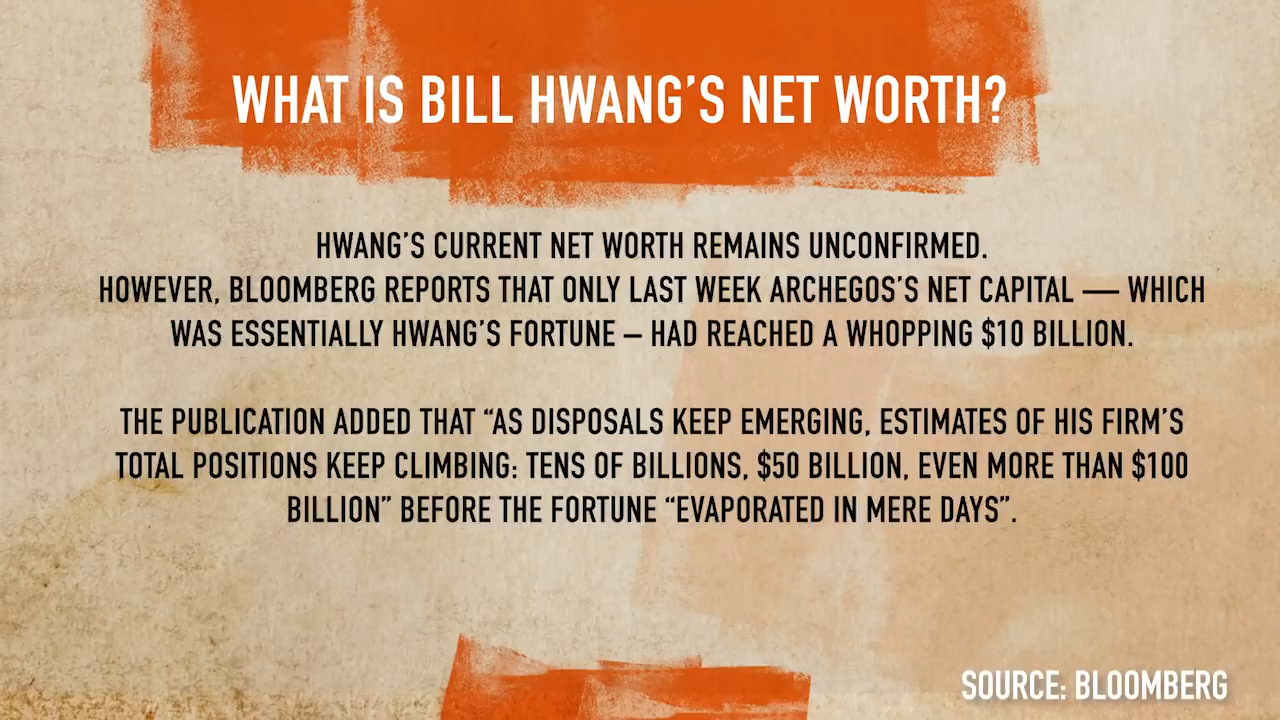 WHAT IS BILL HWANG’S NET WORTH?
HWANG’S CURRENT NET WORTH REMAINS UNCONFIRMED.
HOWEVER, BLOOMBERG REPORTS THAT ONLY LAST WEEK ARCHEGOS’S NET CAPITAL — WHICH
WAS ESSENTIALLY HWANG’S FORTUNE – HAD REACHED A WHOPPING $10 BILLION.
THE PUBLICATION ADDED THAT “AS DISPOSALS KEEP EMERGING, ESTIMATES OF HIS FIRM’S
TOTAL POSITIONS KEEP CLIMBING: TENS OF BILLIONS, $50 BILLION, EVEN MORE THAN $100
BILLION” BEFORE THE FORTUNE “EVAPORATED IN MERE DAYS”.
SOURCE: BLOOMBERG